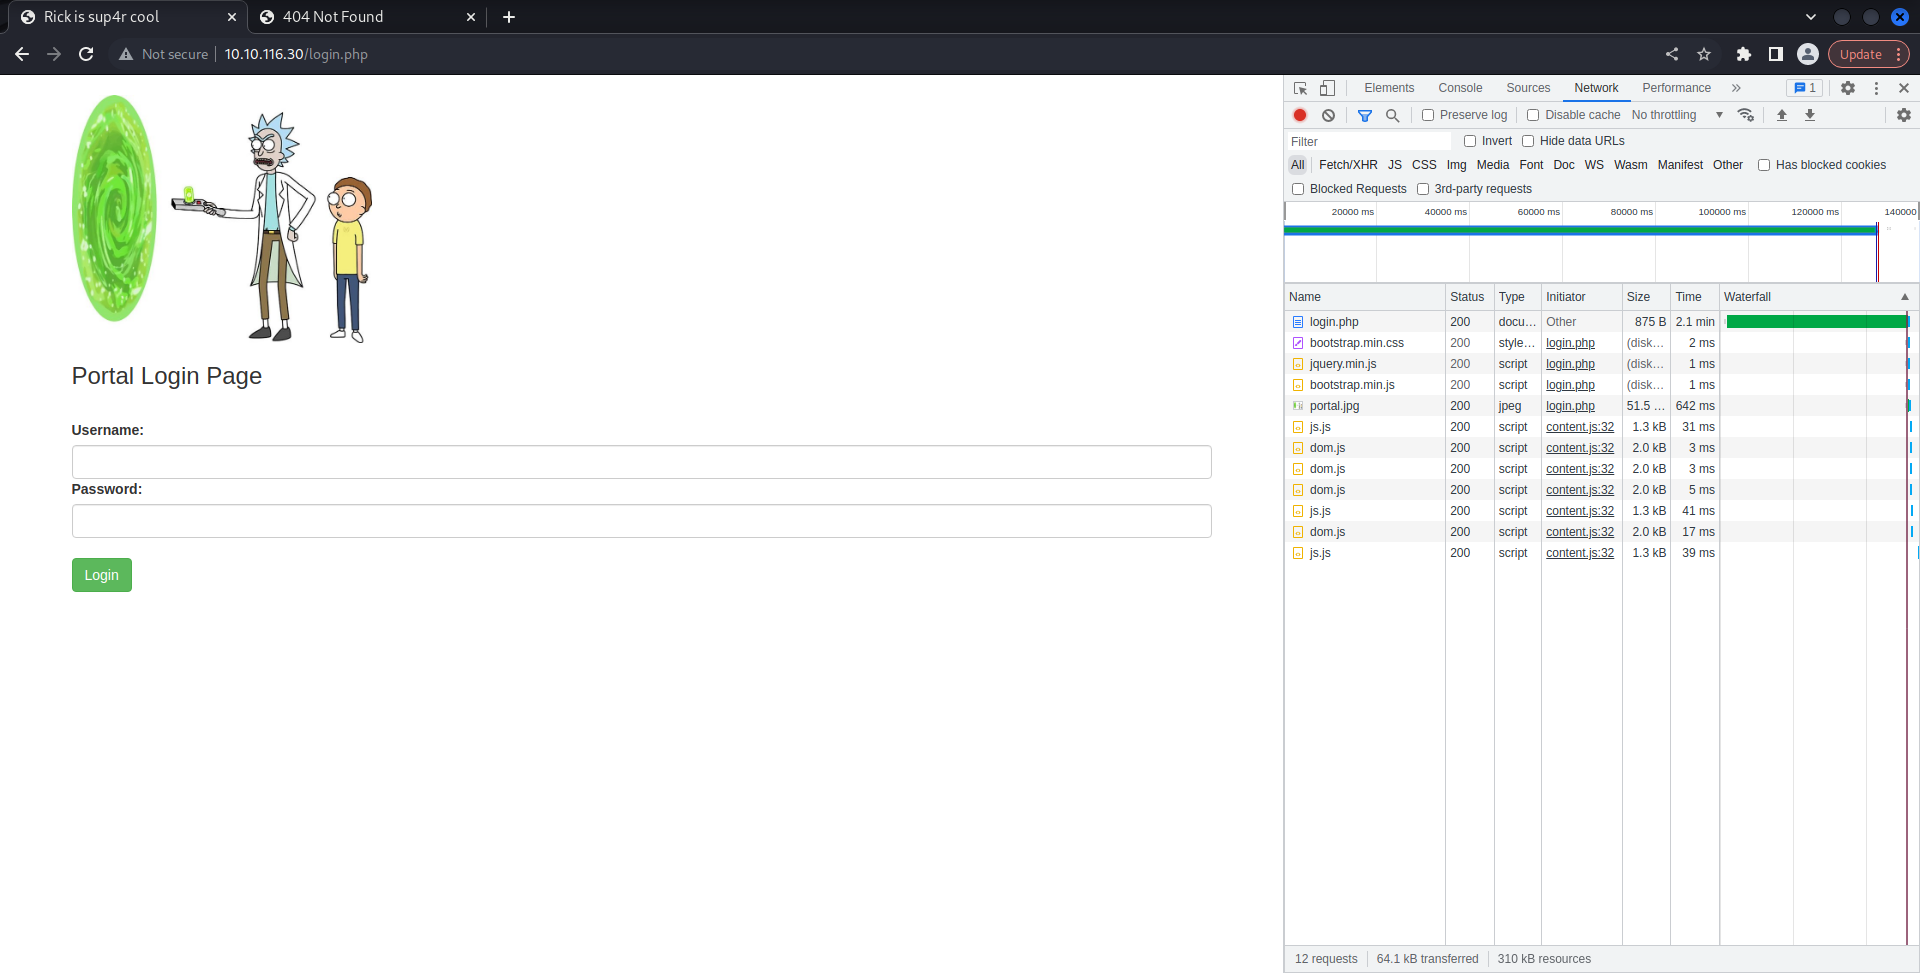 Rick is sup4r cool
404 Not Found
Not secure 10.10.116.30/login.php
Update
Portal Login Page
Username:
Password:
Login
Elements Console Sources Network Performance 1
Preserve log Disable cache No throttling
Filter Invert Hide data URLs
All Fetch/XHR JS CSS Img Media Font Doc WS Wasm Manifest Other Has blocked cookies
Blocked Requests 3rd-party requests
20000 ms 40000 ms 60000 ms 80000 ms 100000 ms 120000 ms 140000
Name Status Type Initiator Size Time Waterfall
login.php 200 docu... Other 875 B 2.1 min
bootstrap.min.css 200 style... login.php (disk... 2 ms
jquery.min.js 200 script login.php (disk... 1 ms
bootstrap.min.js 200 script login.php (disk... 1 ms
portal.jpg 200 jpeg login.php 51.5 ... 642 ms
js.js 200 script content.js:32 1.3 kB 31 ms
dom.js 200 script content.js:32 2.0 kB 3 ms
dom.js 200 script content.js:32 2.0 kB 3 ms
dom.js 200 script content.js:32 2.0 kB 5 ms
js.js 200 script content.js:32 1.3 kB 41 ms
dom.js 200 script content.js:32 2.0 kB 17 ms
js.js 200 script content.js:32 1.3 kB 39 ms
12 requests 64.1 kB transferred 310 kB resources